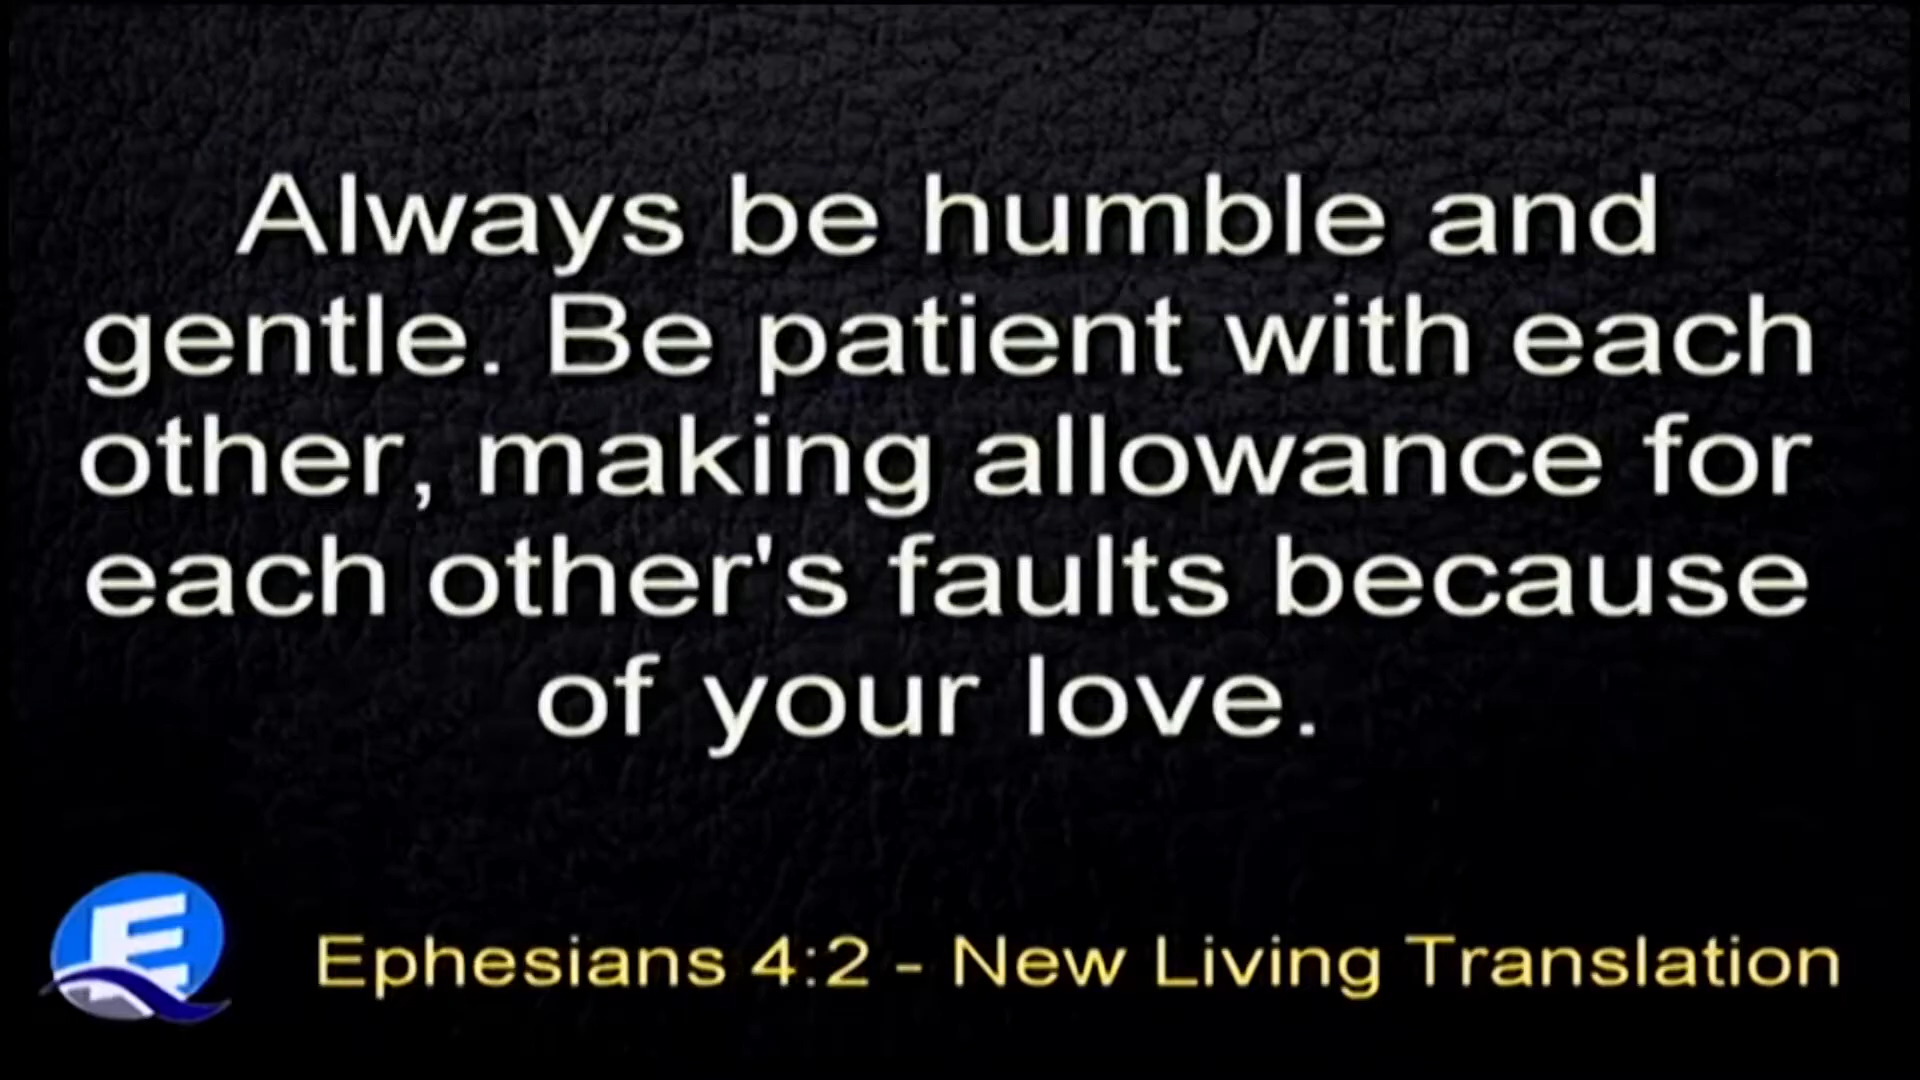 Always be humble and
gentle. Be patient with each
other, making allowance for
each other's faults because
of your love.
E
Ephesians 4:2 - New Living Translation